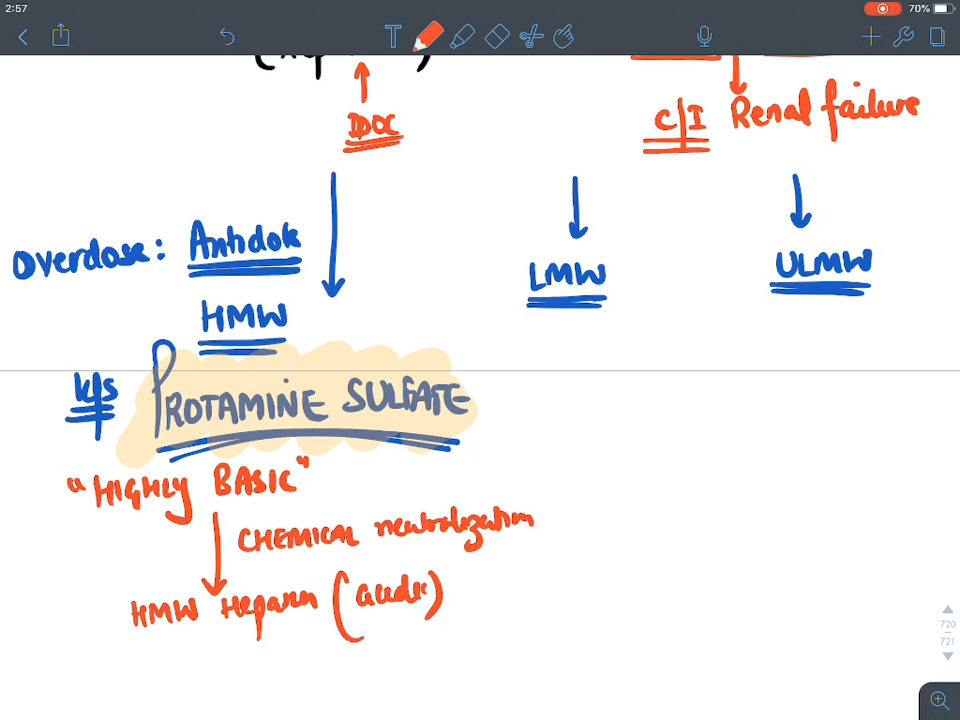 2:57
70%
T
DOC
C/I Renal failure
Overdose: Antidote
HMW
LMW
ULMW
k/s PROTAMINE SULFATE
"HIGHLY BASIC"
CHEMICAL neutralization
HMW Heparin (acidic)
720
721